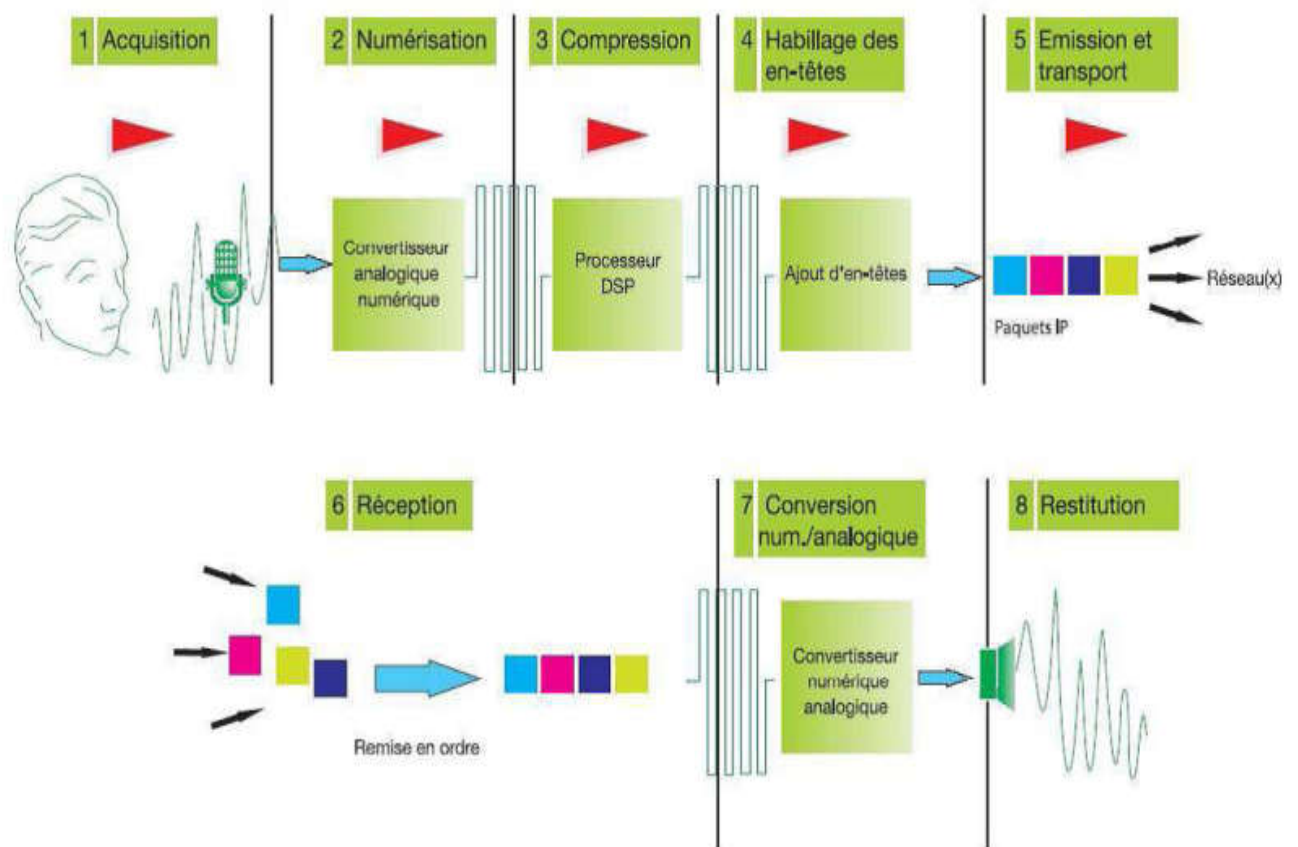 1 Acquisition
2 Numérisation
3 Compression
4 Habillage des
en-têtes
5 Emission et
transport
Convertisseur
analogique
numérique
Processeur
DSP
Ajout d'en-têtes
Paquets IP
Réseau(x)
6 Réception
Remise en ordre
7 Conversion
num./analogique
Convertisseur
numérique
analogique
8 Restitution